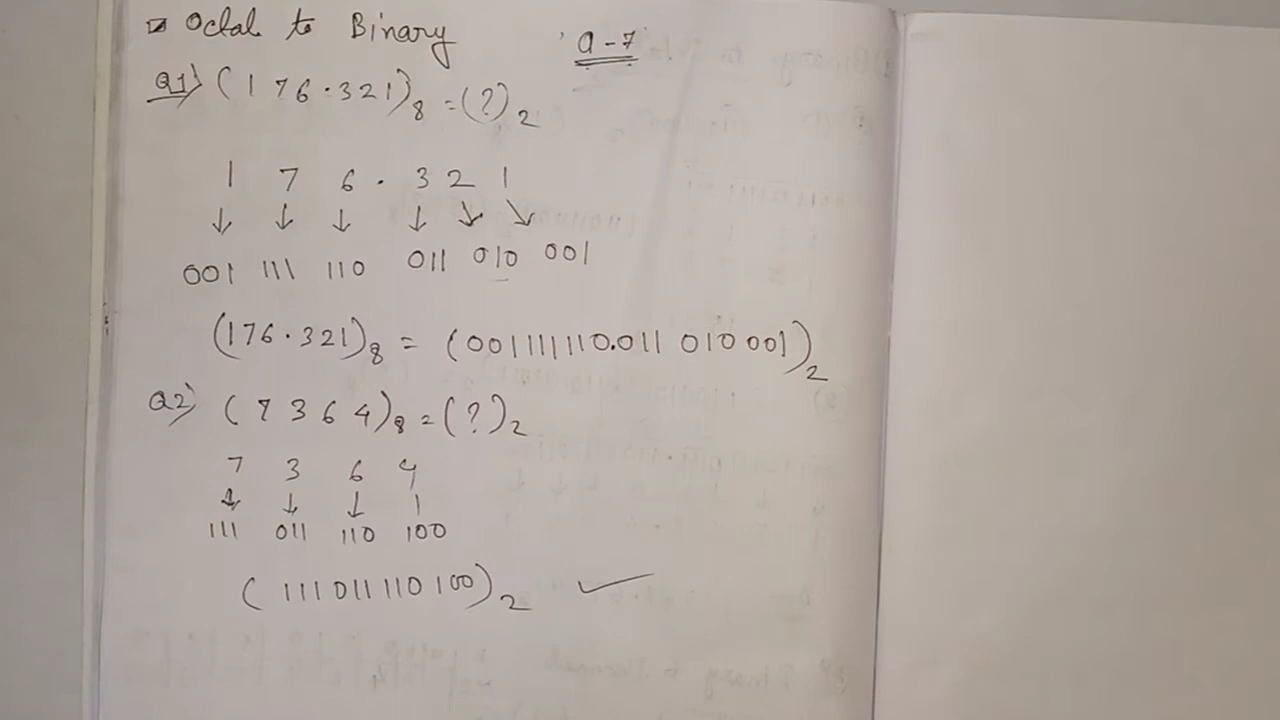 Octal to Binary
0-7
Q1) (176.321)8 = (?)2
1 7 6 . 3 2 1
↓ ↓ ↓ ↓ ↓ ↓
001 111 110 011 010 001
(176.321)8 = (001111110.011 010 001)2
Q2) (7364)8 = (?)2
7 3 6 4
↓ ↓ ↓ |
111 011 110 100
(111011110100)2 ✓